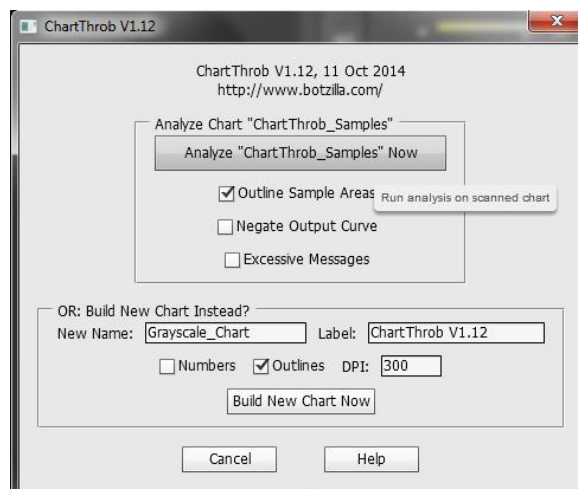 ChartThrob V1.12
x
ChartThrob V1.12, 11 Oct 2014
http://www.botzilla.com/
Analyze Chart "ChartThrob_Samples"
Analyze "ChartThrob_Samples" Now
Outline Sample Areas
Run analysis on scanned chart
Negate Output Curve
Excessive Messages
OR: Build New Chart Instead?
New Name: Grayscale_Chart Label: ChartThrob V1.12
Numbers Outlines DPI: 300
Build New Chart Now
Cancel Help